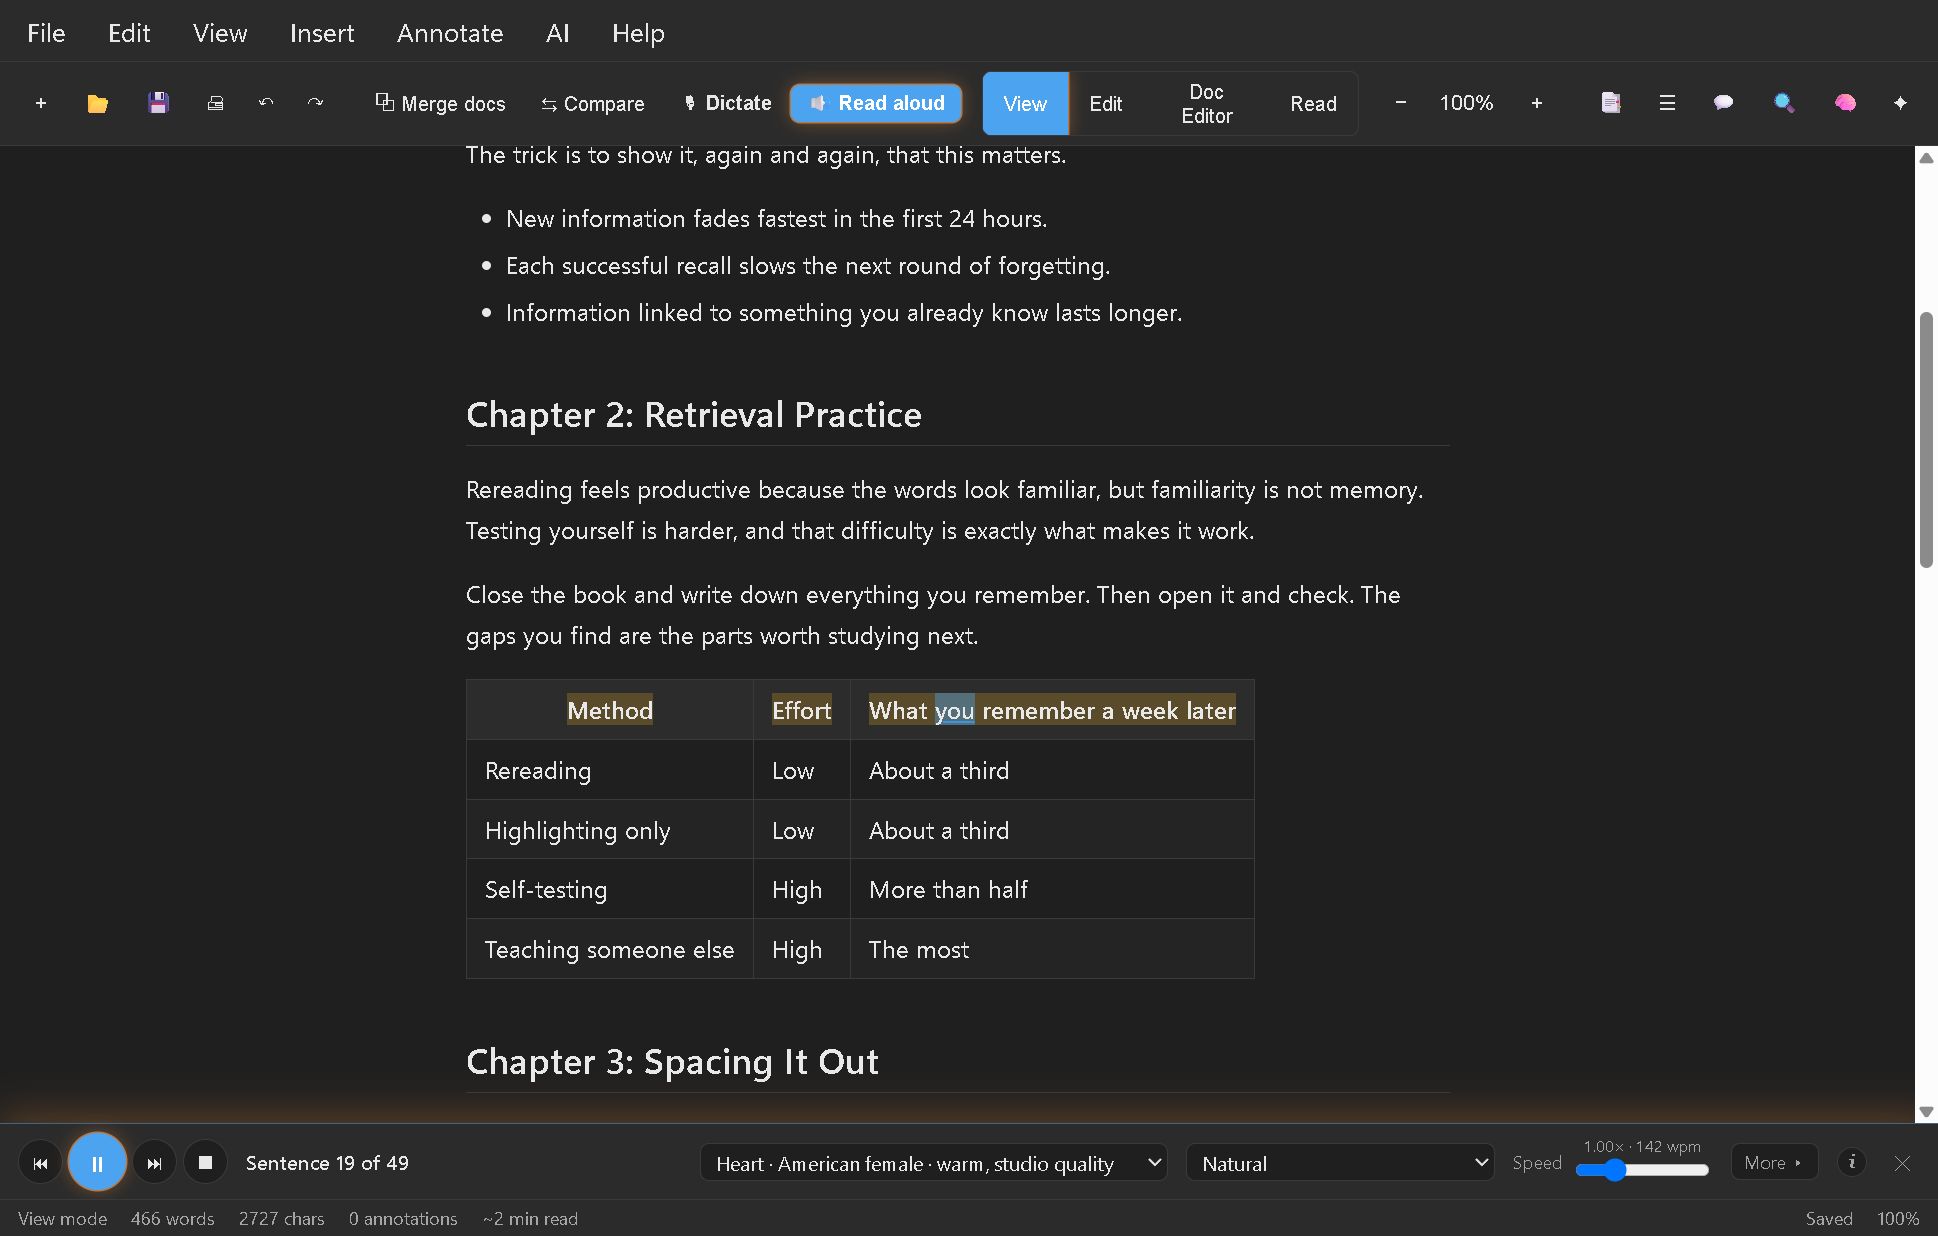 File Edit View Insert Annotate AI Help
+ Merge docs Compare Dictate Read aloud View Edit Doc Editor Read − 100% +
The trick is to show it, again and again, that this matters.
• New information fades fastest in the first 24 hours.
• Each successful recall slows the next round of forgetting.
• Information linked to something you already know lasts longer.
Chapter 2: Retrieval Practice
Rereading feels productive because the words look familiar, but familiarity is not memory.
Testing yourself is harder, and that difficulty is exactly what makes it work.
Close the book and write down everything you remember. Then open it and check. The
gaps you find are the parts worth studying next.
Method Effort What you remember a week later
Rereading Low About a third
Highlighting only Low About a third
Self-testing High More than half
Teaching someone else High The most
Chapter 3: Spacing It Out
Sentence 19 of 49 Heart · American female · warm, studio quality Natural Speed 1.00× · 142 wpm More ▸ i
View mode 466 words 2727 chars 0 annotations ~2 min read Saved 100%